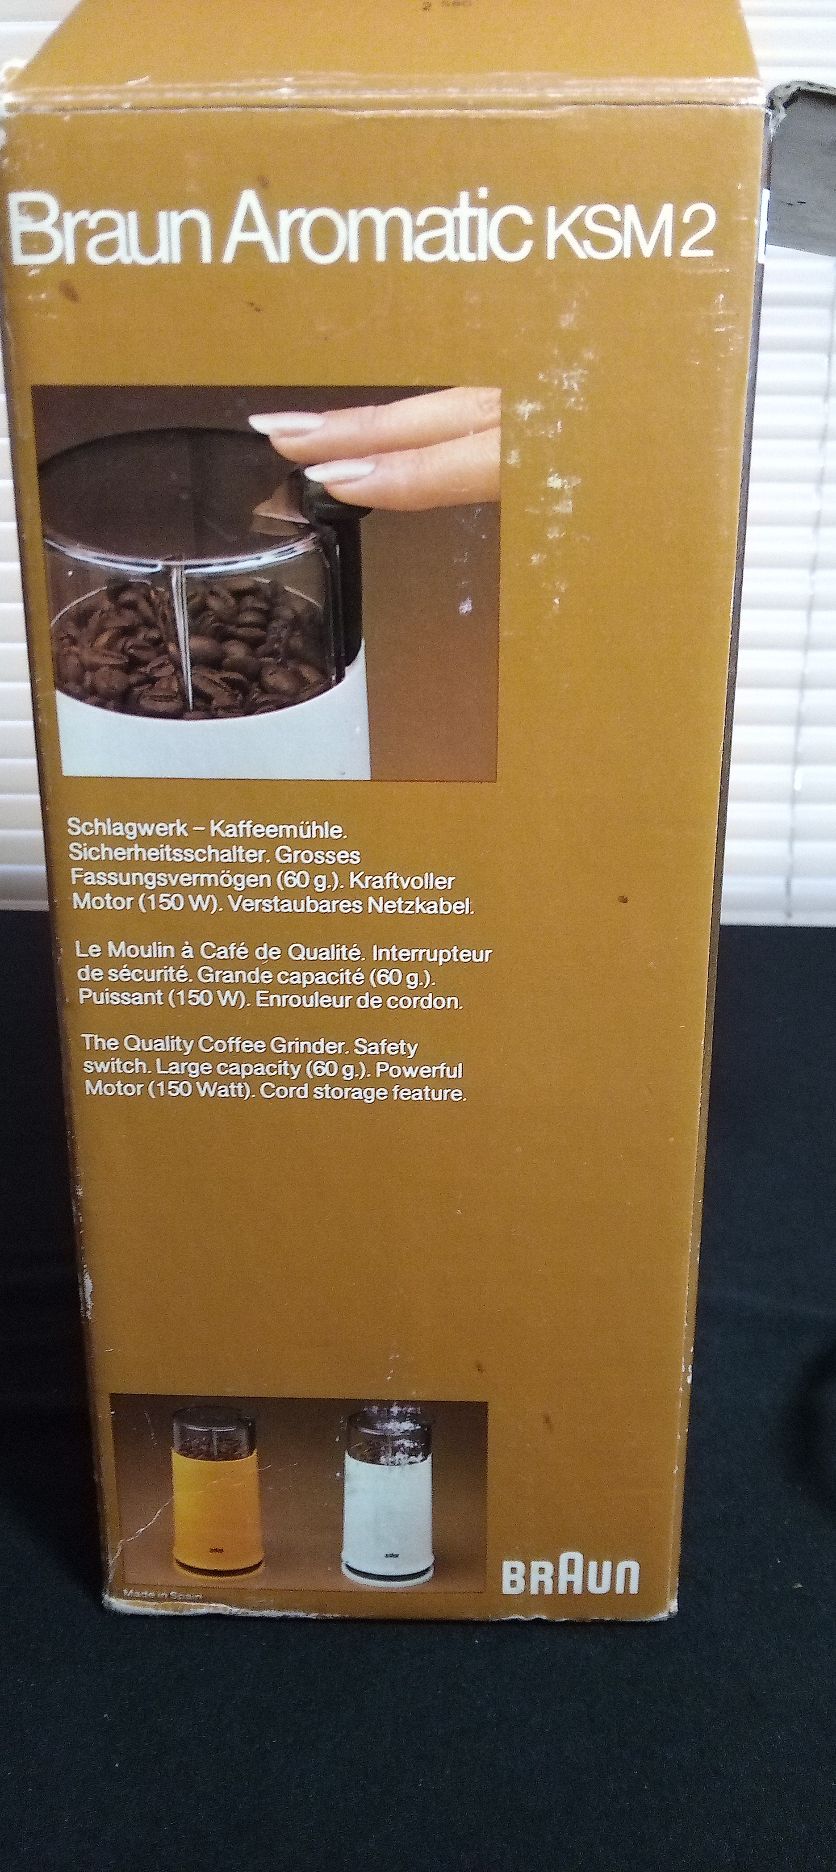 Braun Aromatic KSM 2
Schlagwerk – Kaffeemühle.
Sicherheitsschalter. Grosses
Fassungsvermögen (60 g.). Kraftvoller
Motor (150 W). Verstaubares Netzkabel.
Le Moulin à Café de Qualité. Interrupteur
de sécurité. Grande capacité (60 g.).
Puissant (150 W). Enrouleur de cordon.
The Quality Coffee Grinder. Safety
switch. Large capacity (60 g.). Powerful
Motor (150 Watt). Cord storage feature.
BRAUN
Made in Spain